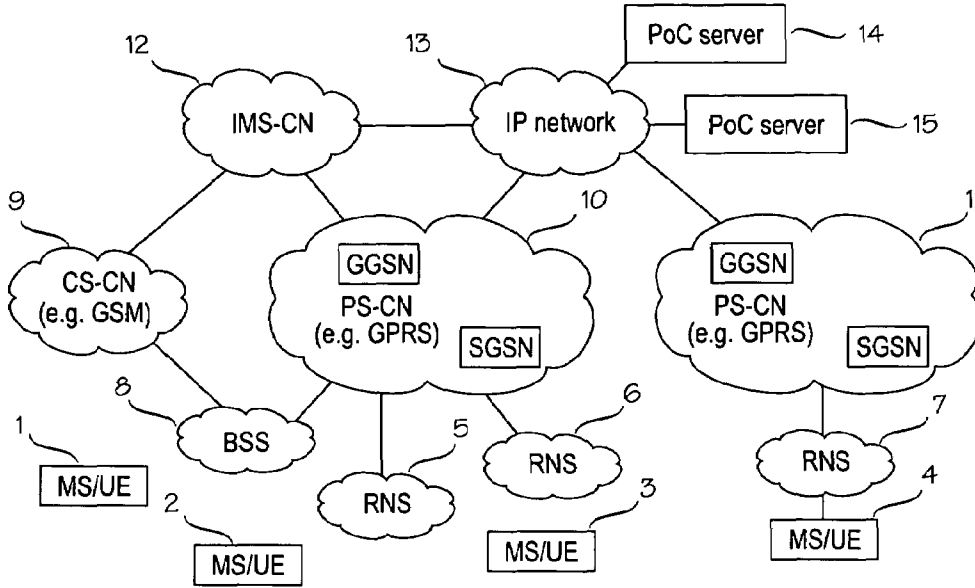 PoC server
14
12
13
IMS-CN
IP network
PoC server
15
9
10
1
CS-CN
(e.g. GSM)
GGSN
PS-CN
(e.g. GPRS)
SGSN
GGSN
PS-CN
(e.g. GPRS)
SGSN
8
BSS
5
RNS
6
RNS
7
RNS
1
MS/UE
2
MS/UE
3
MS/UE
4
MS/UE